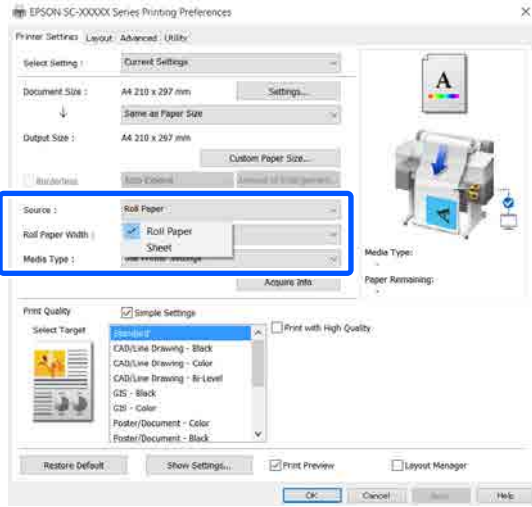 EPSON SC-XXXXX Series Printing Preferences
Printer Settings Layout Advanced Utility
Select Setting : Current Settings
Document Size : A4 210 x 297 mm Settings...
Same as Paper Size
Output Size : A4 210 x 297 mm
Custom Paper Size...
Borderless Auto Expand Amount of Enlargement...
Source : Roll Paper
Roll Paper Width : Roll Paper
Sheet
Media Type : Use Printer Settings
Acquire Info
A
A
Media Type:
-
Paper Remaining:
-
Print Quality Simple Settings
Select Target Standard Print with High Quality
CAD/Line Drawing - Black
CAD/Line Drawing - Color
CAD/Line Drawing - Bi-Level
GIS - Black
GIS - Color
Poster/Document - Color
Poster/Document - Black
Restore Default Show Settings... Print Preview Layout Manager
OK Cancel Help